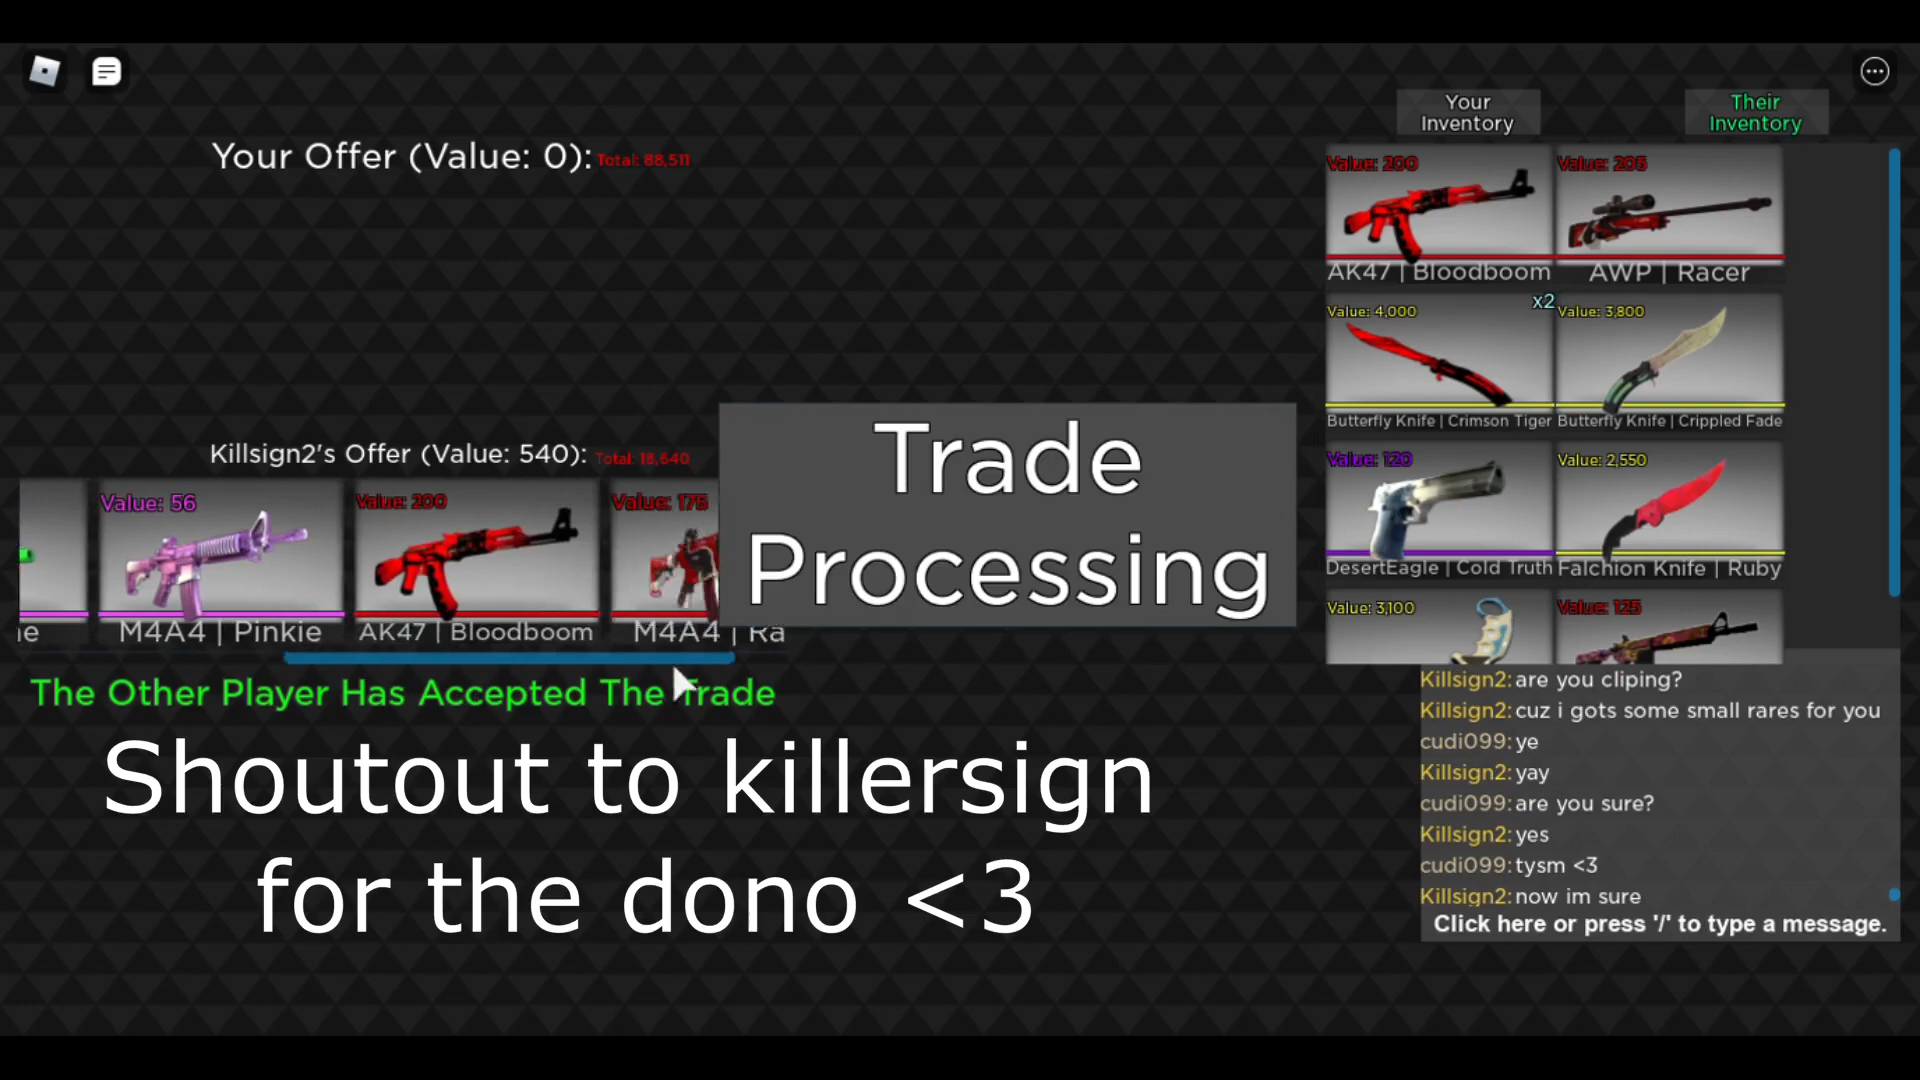 Your Inventory
Their Inventory
Your Offer (Value: 0): Total: 88,511
Value: 200
Value: 205
AK47 | Bloodboom
AWP | Racer
x2
Value: 4,000
Value: 3,800
Butterfly Knife | Crimson Tiger
Butterfly Knife | Crippled Fade
Killsign2's Offer (Value: 540): Total: 18,640
Value: 120
Value: 2,550
DesertEagle | Cold Truth
Falchion Knife | Ruby
Value: 3,100
Value: 125
Value: 56
Value: 200
Value: 175
M4A4 | Pinkie
AK47 | Bloodboom
M4A4 | Ra
Trade
Processing
The Other Player Has Accepted The Trade
Shoutout to killersign
for the dono <3
Killsign2: are you cliping?
Killsign2: cuz i gots some small rares for you
cudi099: ye
Killsign2: yay
cudi099: are you sure?
Killsign2: yes
cudi099: tysm <3
Killsign2: now im sure
Click here or press '/' to type a message.